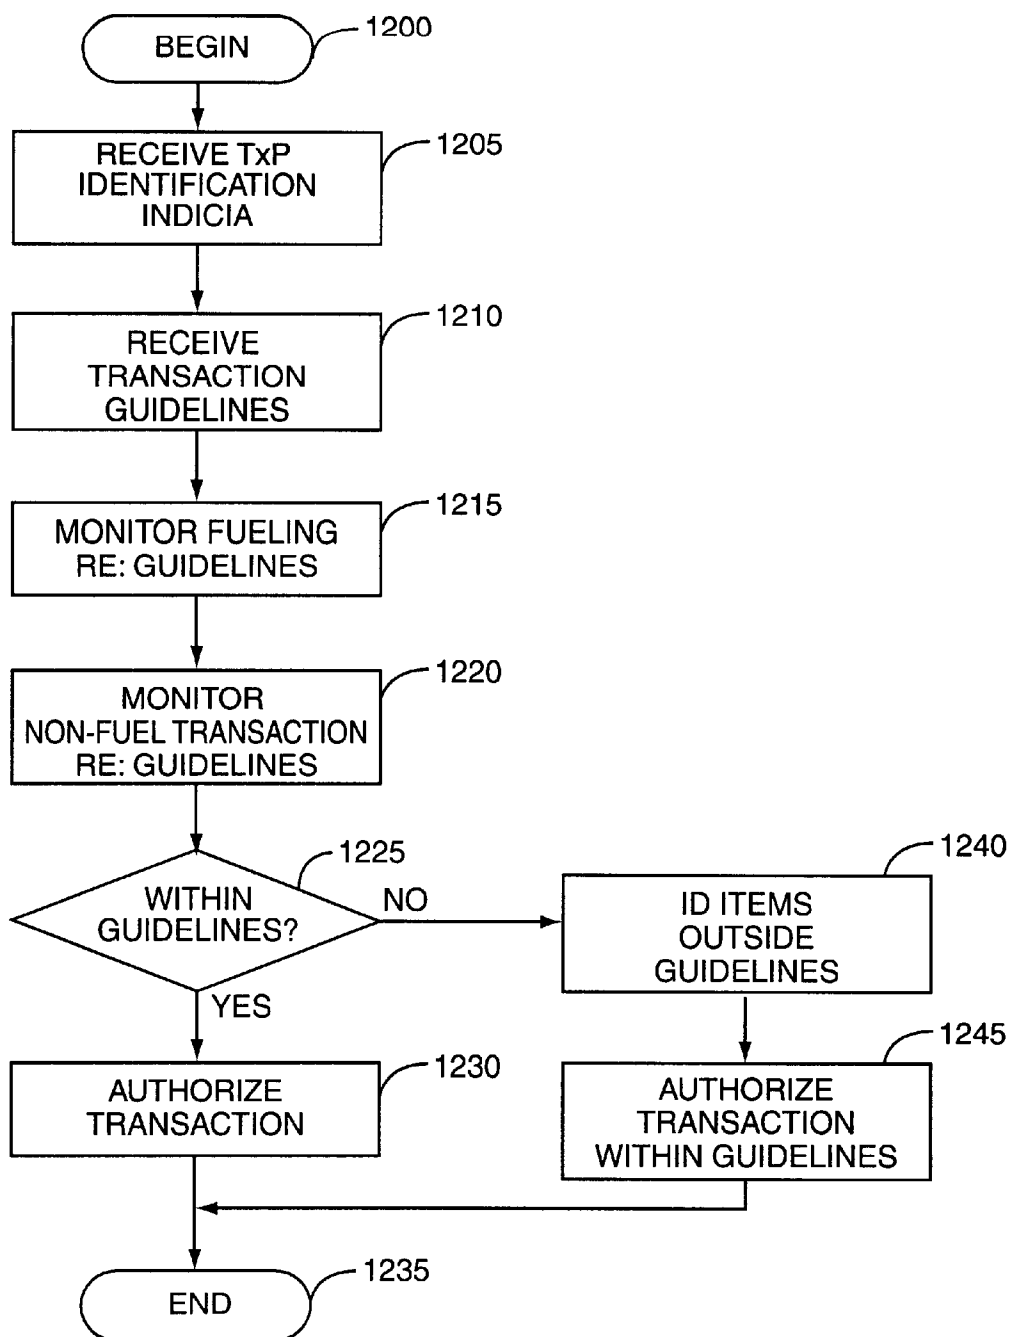 BEGIN
1200
RECEIVE TxP
IDENTIFICATION
INDICIA
1205
RECEIVE
TRANSACTION
GUIDELINES
1210
MONITOR FUELING
RE: GUIDELINES
1215
MONITOR
NON-FUEL TRANSACTION
RE: GUIDELINES
1220
WITHIN
GUIDELINES?
1225
NO
YES
ID ITEMS
OUTSIDE
GUIDELINES
1240
AUTHORIZE
TRANSACTION
1230
AUTHORIZE
TRANSACTION
WITHIN GUIDELINES
1245
END
1235